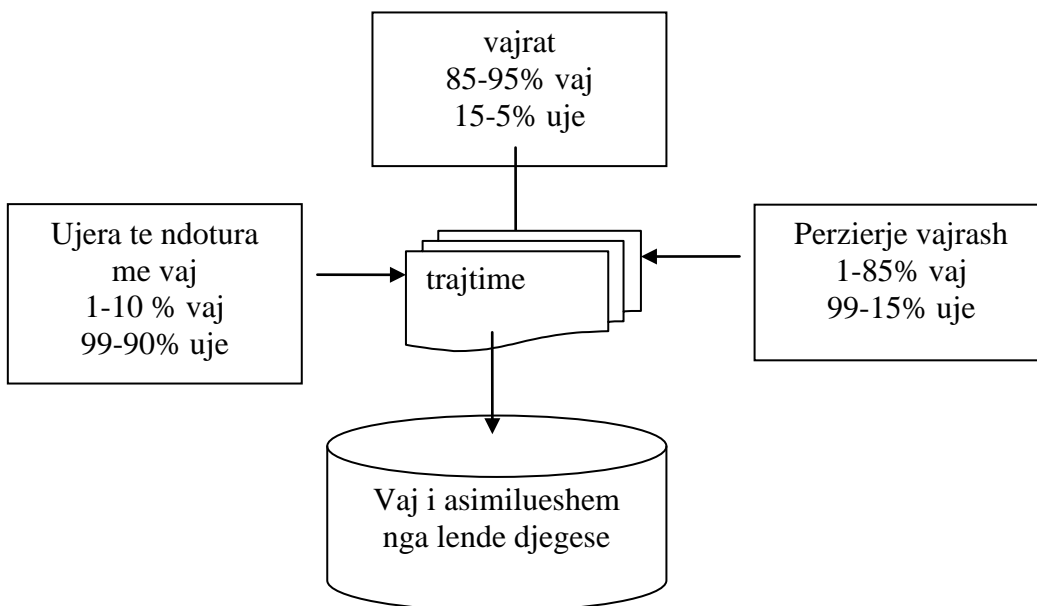 vajrat
85-95% vaj
15-5% uje
Ujera te ndotura
me vaj
1-10 % vaj
99-90% uje
trajtime
Perzierje vajrash
1-85% vaj
99-15% uje
Vaj i asimilueshem
nga lende djegese